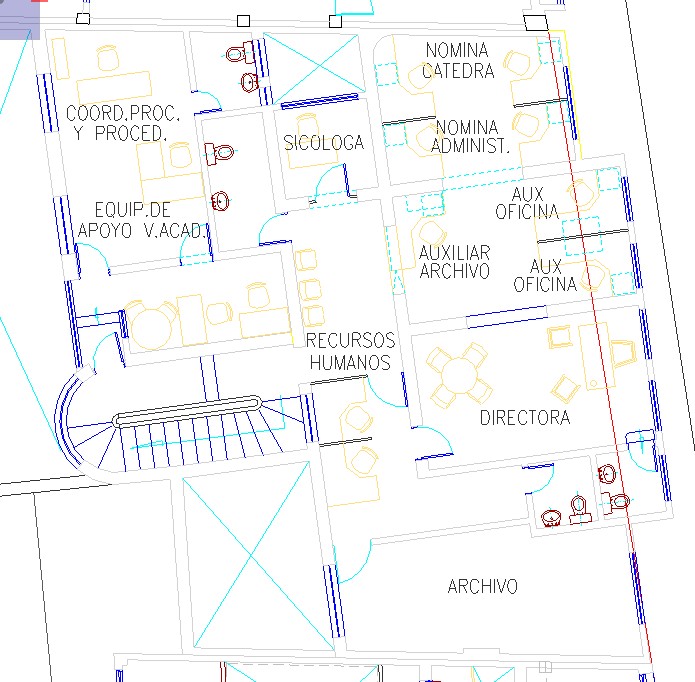 NOMINA
CATEDRA
COORD.PROC.
Y PROCED.
SICOLOGA
NOMINA
ADMINIST.
EQUIP.DE
APOYO V.ACAD.
AUX
OFICINA
AUXILIAR
ARCHIVO
AUX
OFICINA
RECURSOS
HUMANOS
DIRECTORA
ARCHIVO